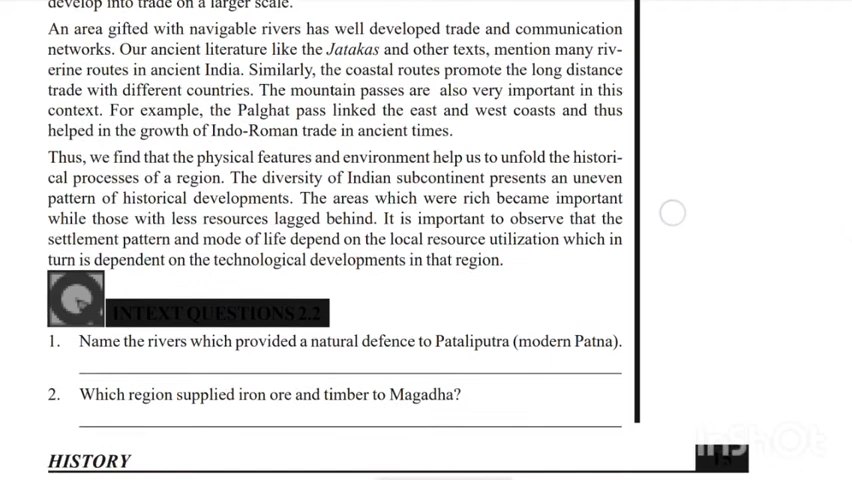 develop into trade on a larger scale.
An area gifted with navigable rivers has well developed trade and communication
networks. Our ancient literature like the Jatakas and other texts, mention many riv-
erine routes in ancient India. Similarly, the coastal routes promote the long distance
trade with different countries. The mountain passes are also very important in this
context. For example, the Palghat pass linked the east and west coasts and thus
helped in the growth of Indo-Roman trade in ancient times.
Thus, we find that the physical features and environment help us to unfold the histori-
cal processes of a region. The diversity of Indian subcontinent presents an uneven
pattern of historical developments. The areas which were rich became important
while those with less resources lagged behind. It is important to observe that the
settlement pattern and mode of life depend on the local resource utilization which in
turn is dependent on the technological developments in that region.
INTEXT QUESTIONS 2.2
1. Name the rivers which provided a natural defence to Pataliputra (modern Patna).
2. Which region supplied iron ore and timber to Magadha?
HISTORY
InShOt